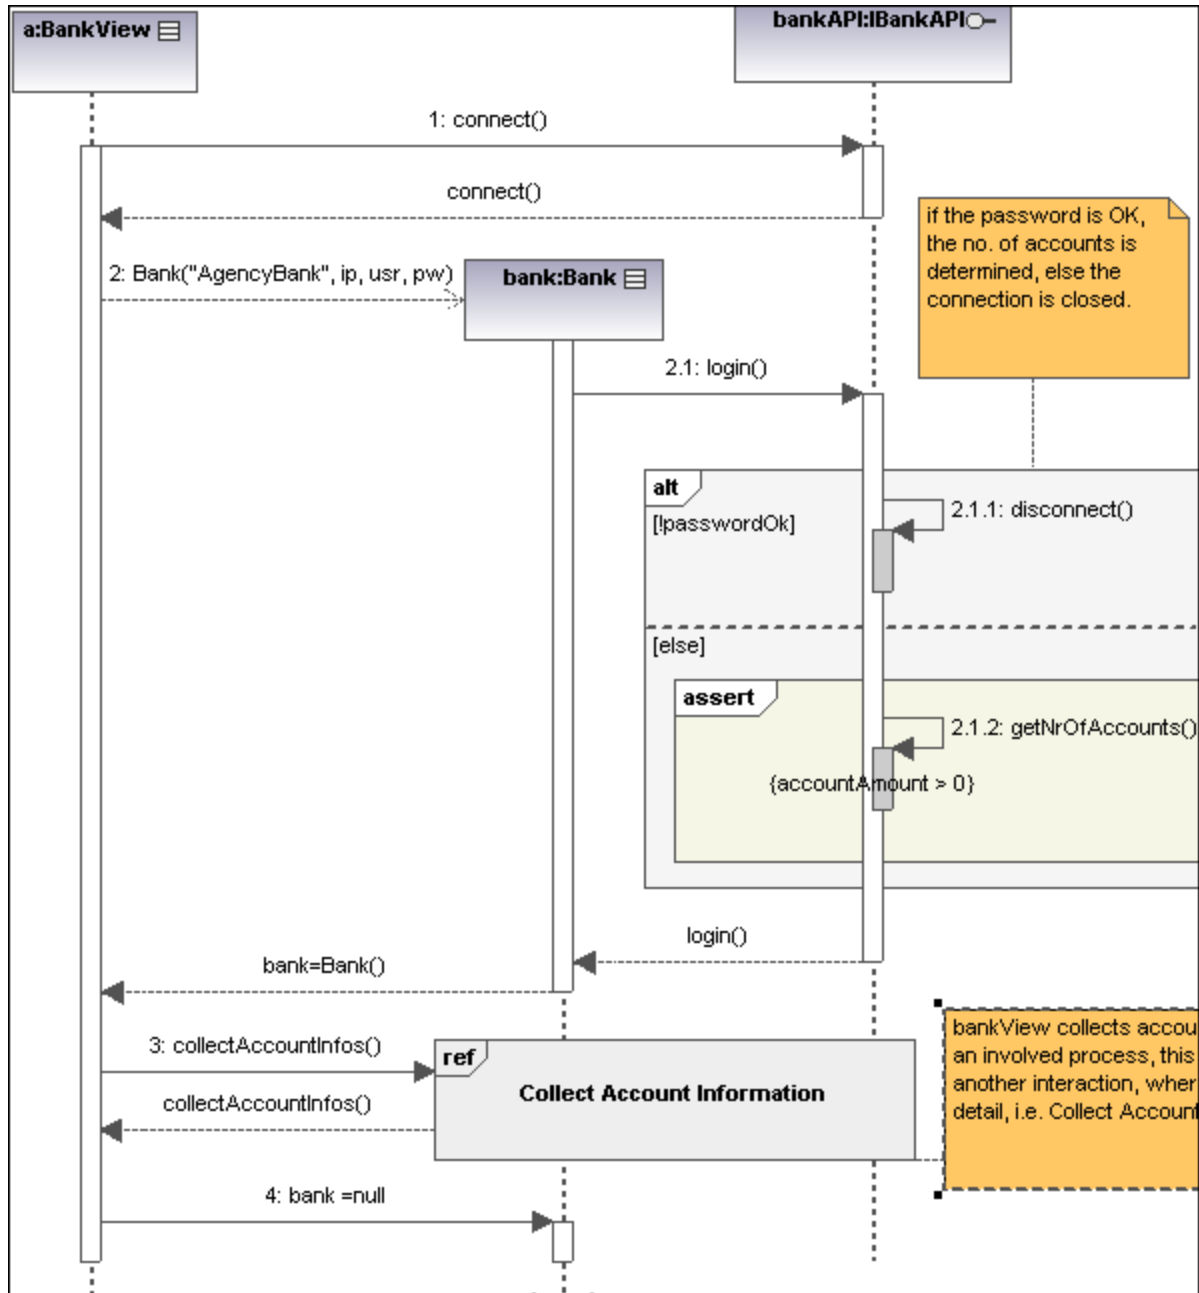 a:BankView
bankAPI:IBankAPI
1: connect()
connect()
if the password is OK,
the no. of accounts is
determined, else the
connection is closed.
2: Bank("AgencyBank", ip, usr, pw)
bank:Bank
2.1: login()
alt
[!passwordOk]
2.1.1: disconnect()
[else]
assert
2.1.2: getNrOfAccounts()
{accountAmount > 0}
login()
bank=Bank()
bankView collects accou
an involved process, this
another interaction, wher
detail, i.e. Collect Account
3: collectAccountInfos()
ref
Collect Account Information
collectAccountInfos()
4: bank =null